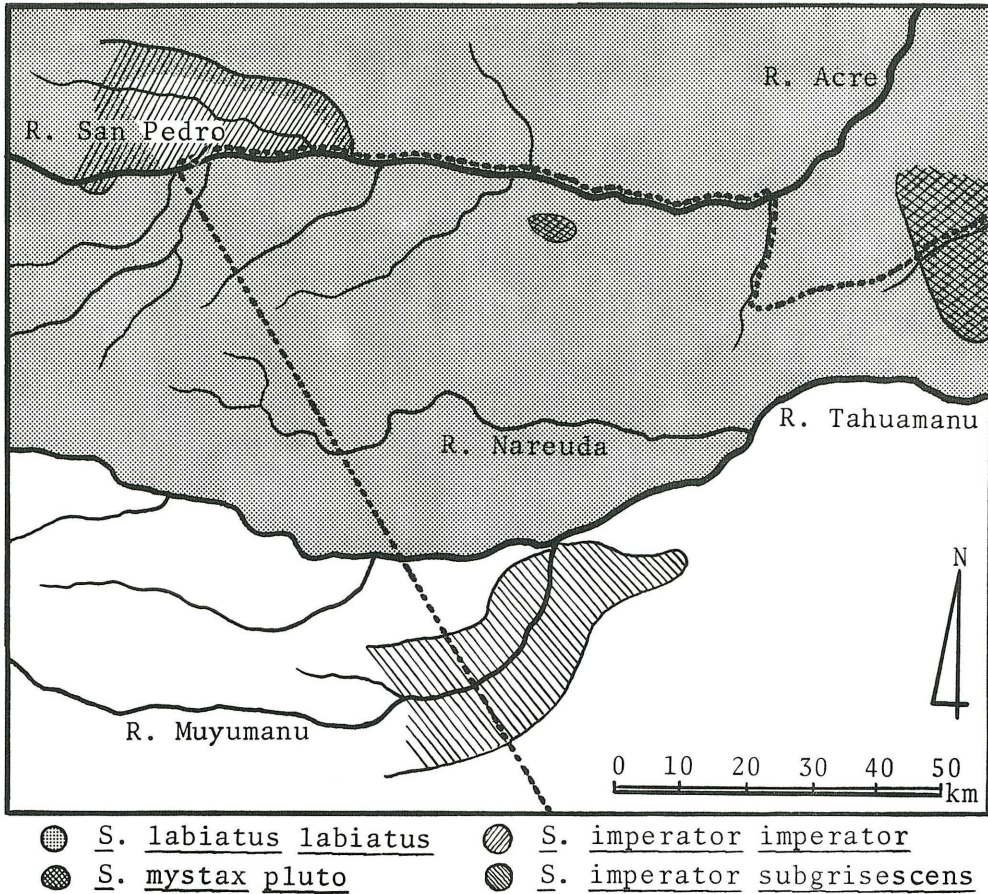 R. Acre
R. San Pedro
R. Tahuamanu
R. Nareuda
N
R. Muyumanu
0 10 20 30 40 50
km
S. labiatus labiatus
S. imperator imperator
S. mystax pluto
S. imperator subgrisescens